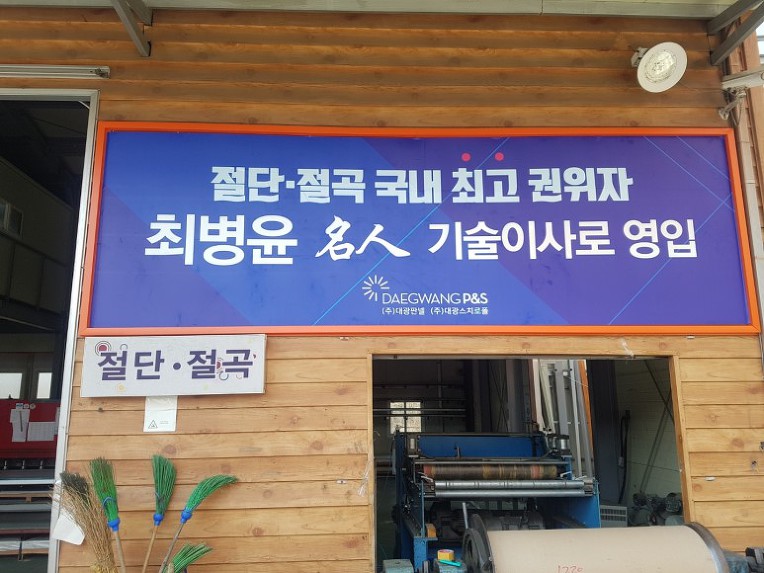 절단·절곡 국내 최고 권위자
최병윤 名人 기술이사로 영입
DAEGWANG P&S
(주)대광판넬 (주)대광스치로폴
절단·절곡
1220